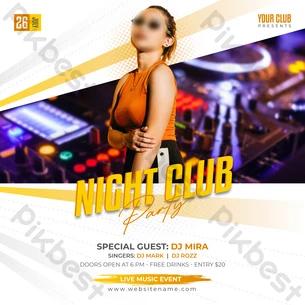 26
YOUR CLUB
PRESENTS
NIGHT CLUB
Party
SPECIAL GUEST: DJ MIRA
SINGERS: DJ MARK | DJ ROZZ
DOORS OPEN AT 6 PM - FREE DRINKS - ENTRY $20
LIVE MUSIC EVENT
www.websitename.com
Pikbest